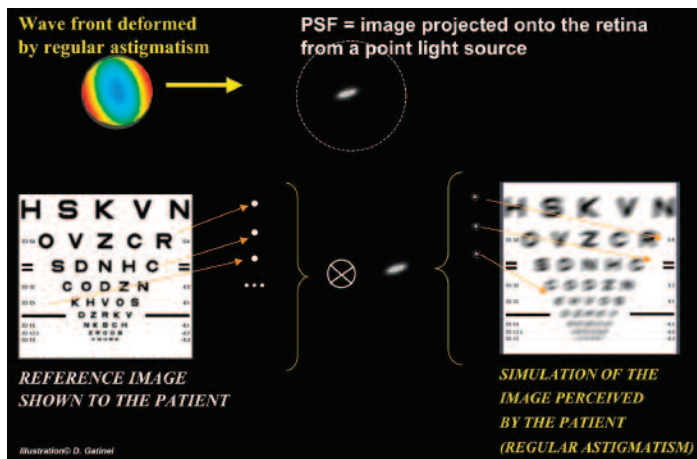 Wave front deformed
by regular astigmatism
PSF = image projected onto the retina
from a point light source
H S K V N
O V Z C R
= S D N H C =
C O D Z N
K H V O S
D Z R K V
N K B C H
...
H S K V N
O V Z C R
= S D N H C =
C O D Z N
REFERENCE IMAGE
SHOWN TO THE PATIENT
SIMULATION OF THE
IMAGE PERCEIVED
BY THE PATIENT
(REGULAR ASTIGMATISM)
Illustration© D. Gatinel